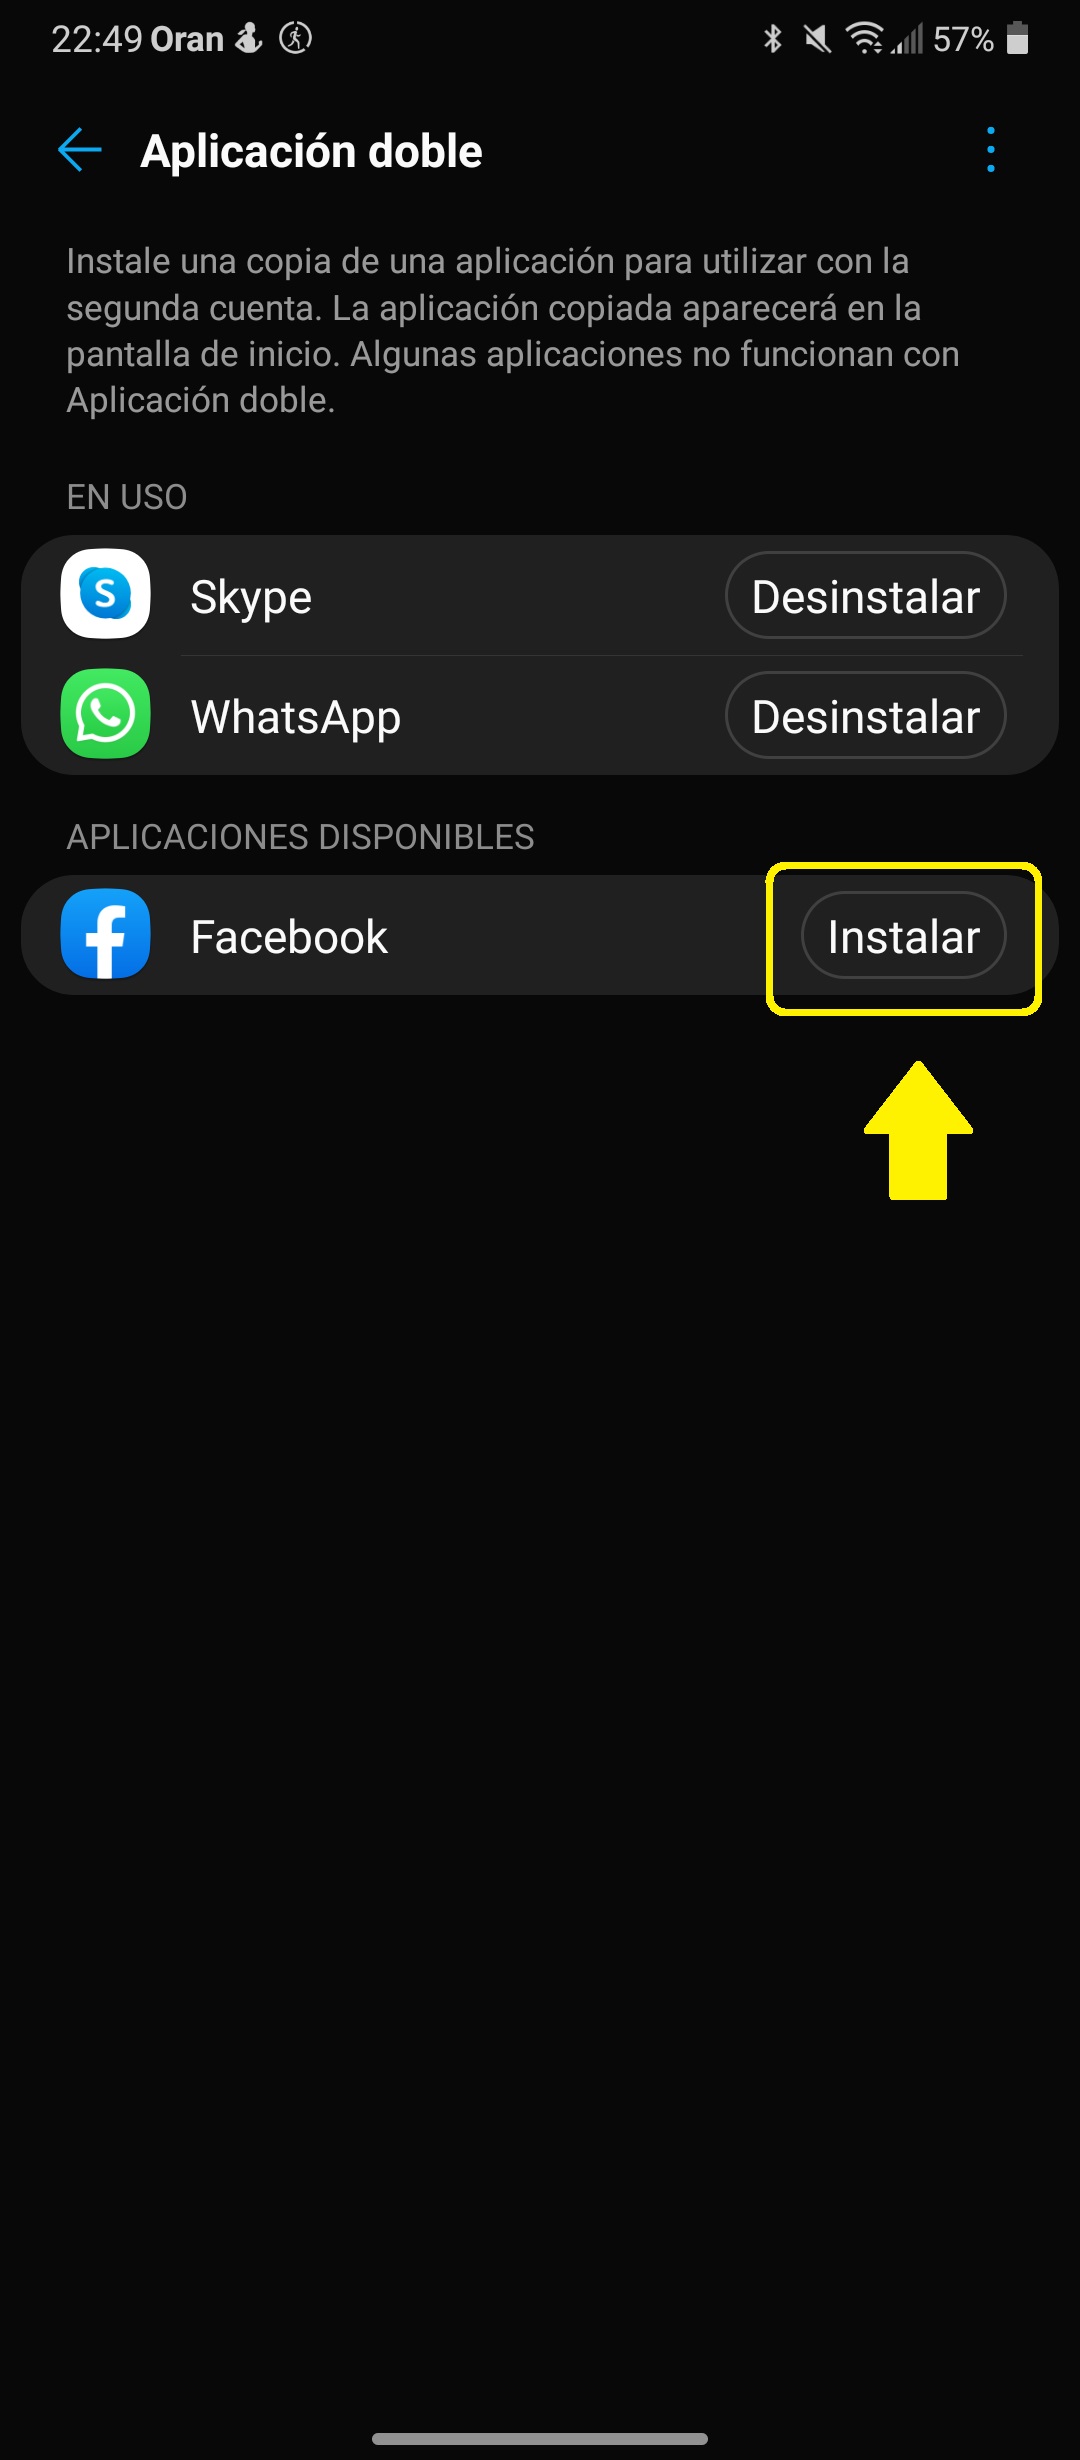 22:49 Oran 57%
Aplicación doble
Instale una copia de una aplicación para utilizar con la
segunda cuenta. La aplicación copiada aparecerá en la
pantalla de inicio. Algunas aplicaciones no funcionan con
Aplicación doble.
EN USO
Skype Desinstalar
WhatsApp Desinstalar
APLICACIONES DISPONIBLES
Facebook Instalar